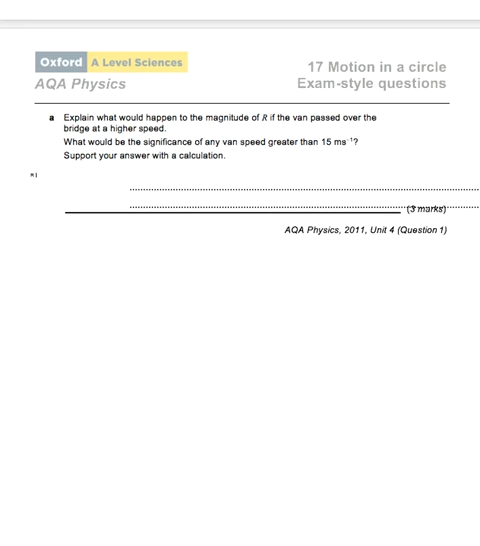 Oxford A Level Sciences
AQA Physics
17 Motion in a circle
Exam-style questions
a Explain what would happen to the magnitude of R if the van passed over the
bridge at a higher speed.
What would be the significance of any van speed greater than 15 ms⁻¹?
Support your answer with a calculation.
(3 marks)
AQA Physics, 2011, Unit 4 (Question 1)